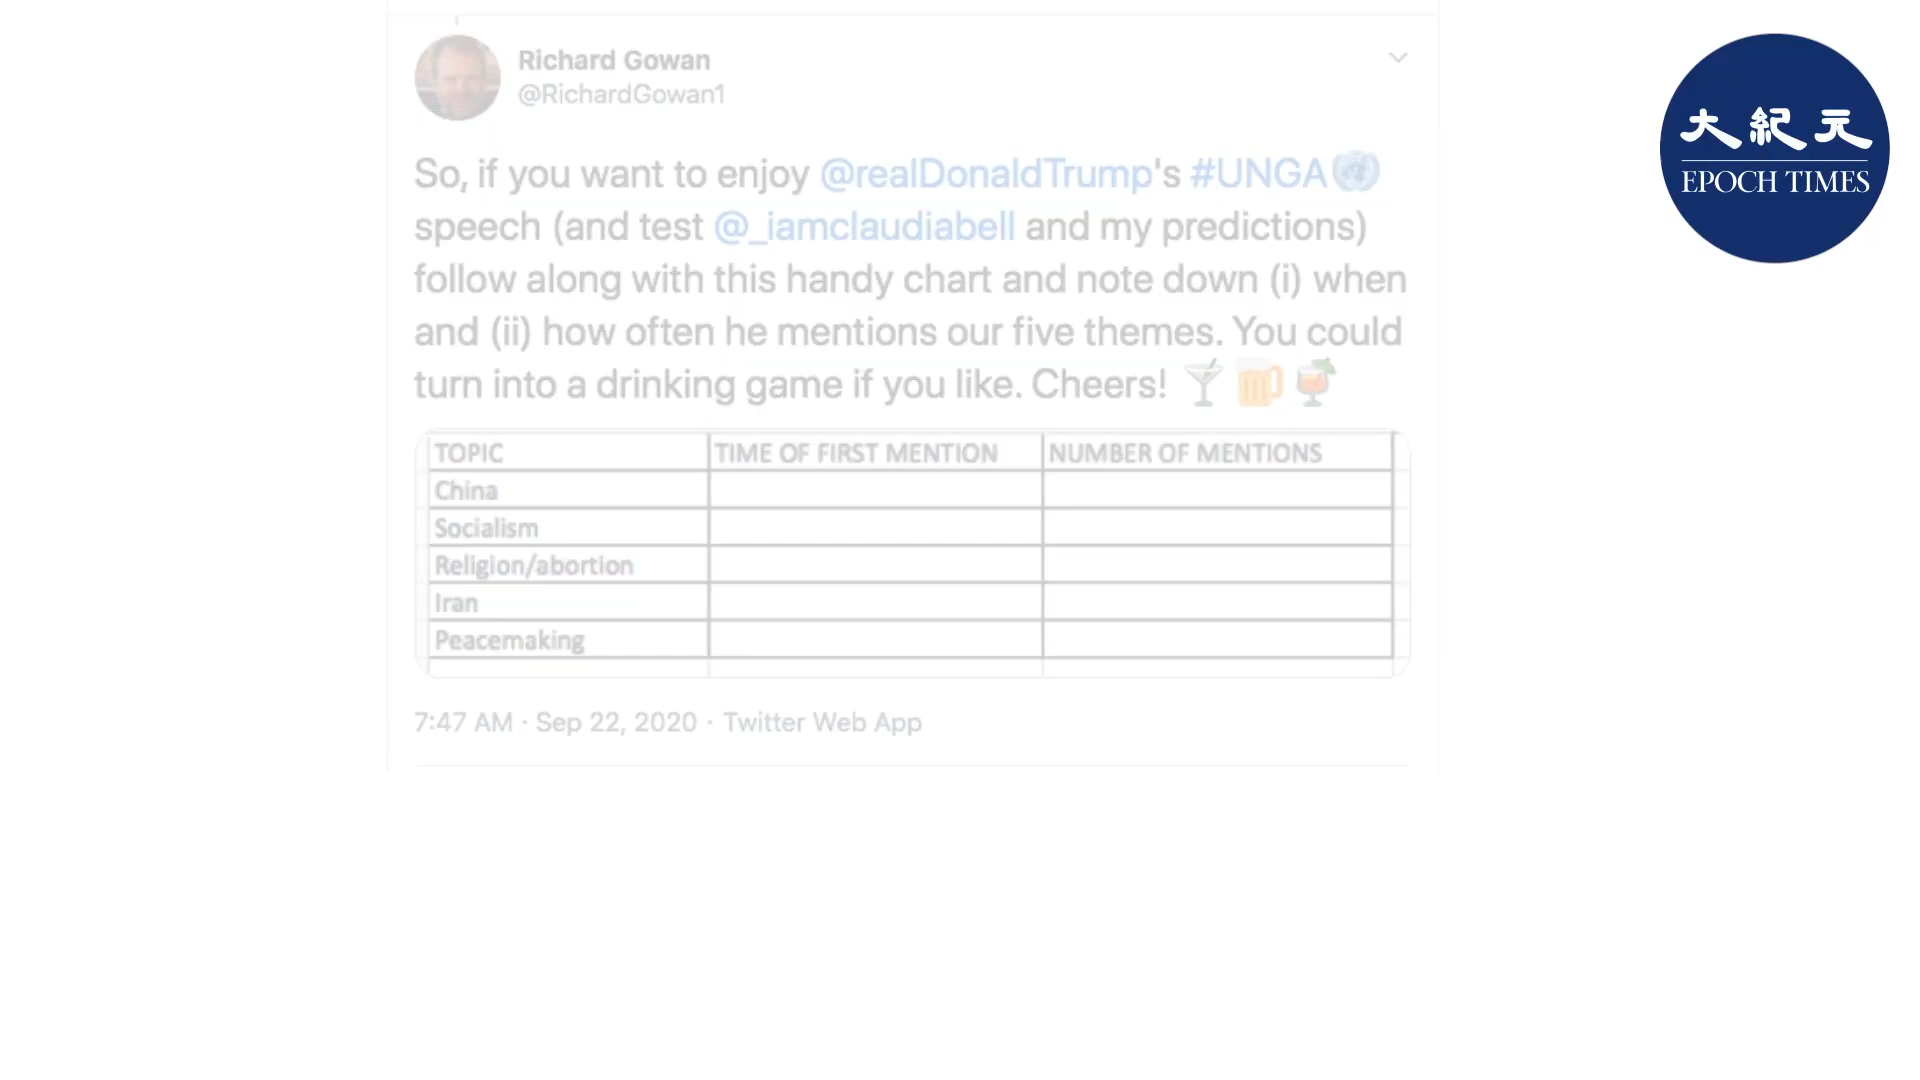 Richard Gowan
@RichardGowan1
So, if you want to enjoy @realDonaldTrump's #UNGA
speech (and test @_iamclaudiabell and my predictions)
follow along with this handy chart and note down (i) when
and (ii) how often he mentions our five themes. You could
turn into a drinking game if you like. Cheers! 🍸🍺🍹
TOPIC TIME OF FIRST MENTION NUMBER OF MENTIONS
China
Socialism
Religion/abortion
Iran
Peacemaking
7:47 AM · Sep 22, 2020 · Twitter Web App
大紀元
EPOCH TIMES